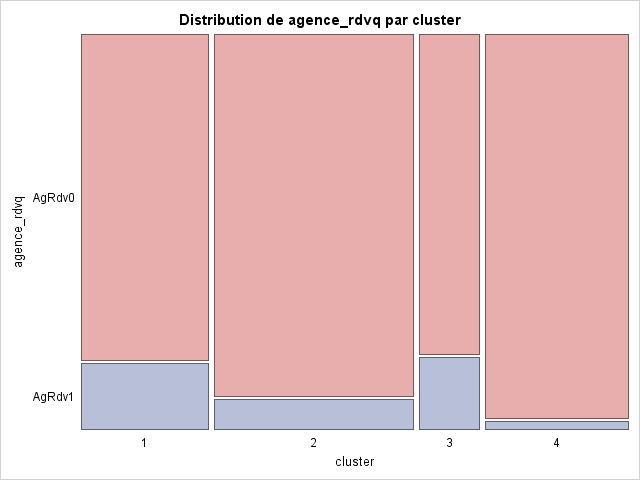 Distribution de agence_rdvq par cluster
agence_rdvq
AgRdv0
AgRdv1
1 2 3 4
cluster